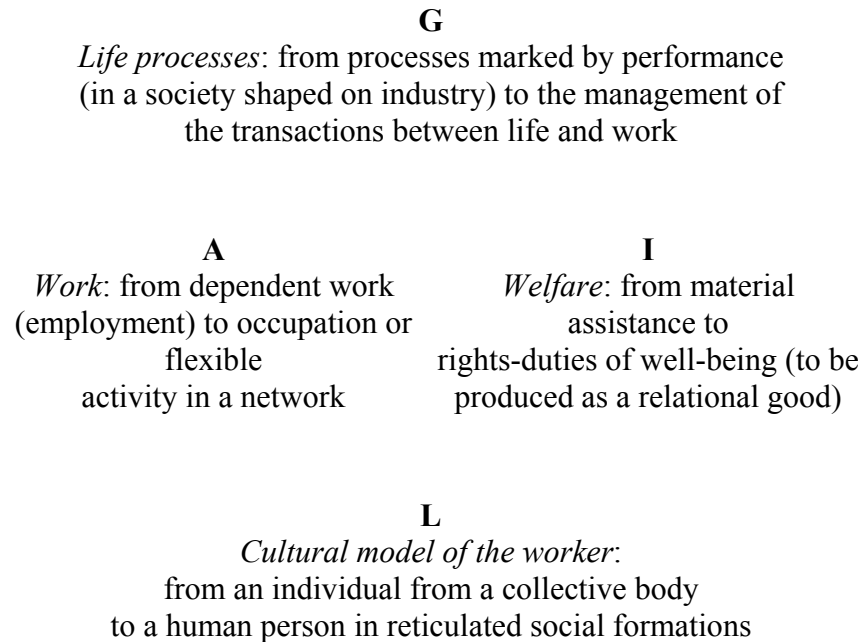 G
Life processes: from processes marked by performance
(in a society shaped on industry) to the management of
the transactions between life and work
A
Work: from dependent work
(employment) to occupation or
flexible
activity in a network
I
Welfare: from material
assistance to
rights-duties of well-being (to be
produced as a relational good)
L
Cultural model of the worker:
from an individual from a collective body
to a human person in reticulated social formations